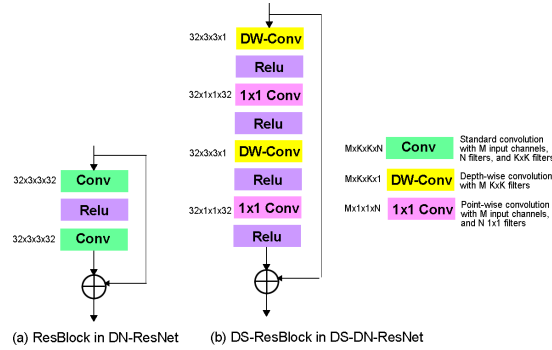 32x3x3x32
Conv
Relu
32x3x3x32
Conv
(a) ResBlock in DN-ResNet
32x3x3x1
DW-Conv
Relu
32x1x1x32
1x1 Conv
Relu
32x3x3x1
DW-Conv
Relu
32x1x1x32
1x1 Conv
Relu
(b) DS-ResBlock in DS-DN-ResNet
MxKxKxN
Conv
Standard convolution
with M input channels,
N filters, and KxK filters
MxKxKx1
DW-Conv
Depth-wise convolution
with M KxK filters
Mx1x1xN
1x1 Conv
Point-wise convolution
with M input channels,
and N 1x1 filters